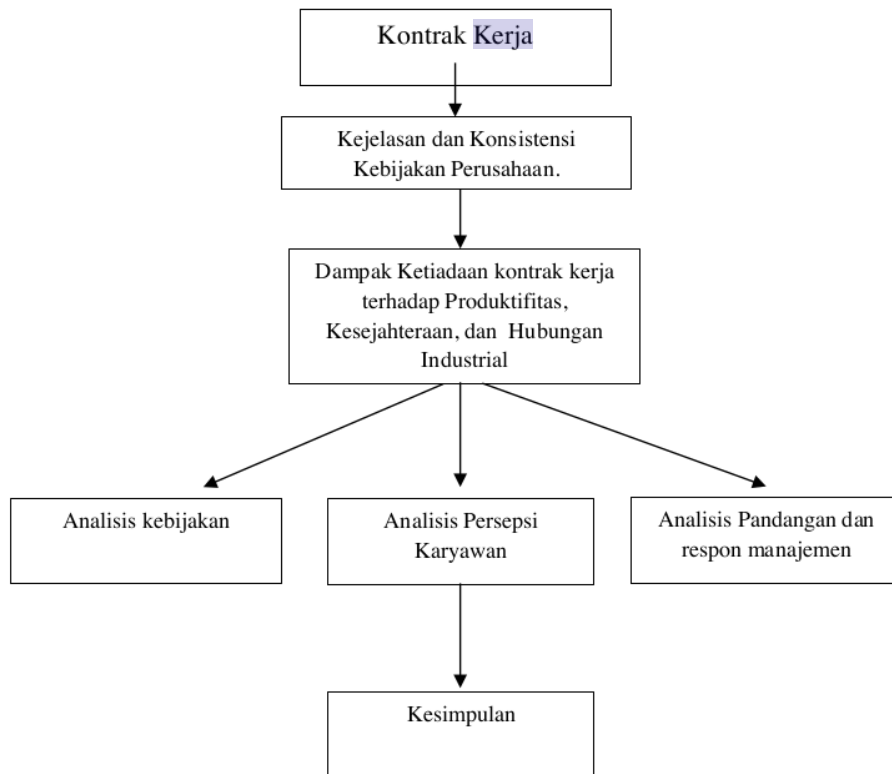 Kontrak Kerja
Kejelasan dan Konsistensi
Kebijakan Perusahaan.
Dampak Ketiadaan kontrak kerja
terhadap Produktifitas,
Kesejahteraan, dan Hubungan
Industrial
Analisis kebijakan
Analisis Persepsi
Karyawan
Analisis Pandangan dan
respon manajemen
Kesimpulan